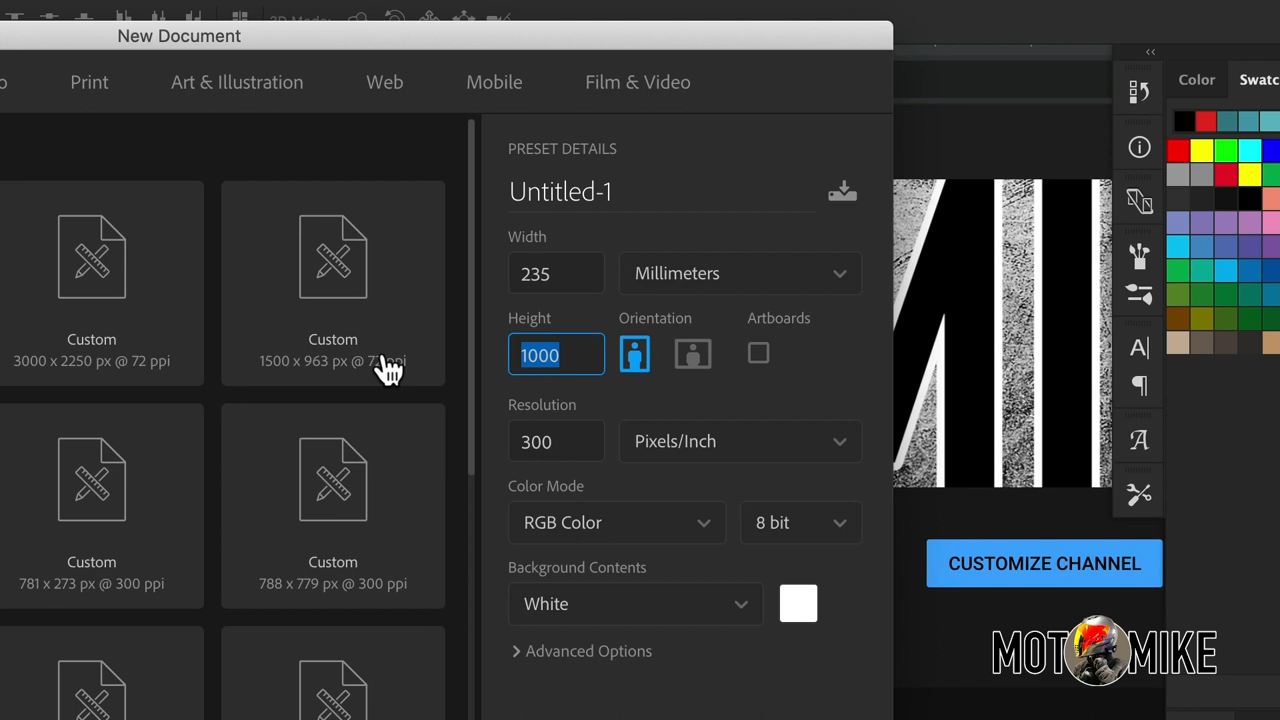 3D Mode:
New Document
Print Art & Illustration Web Mobile Film & Video
Color Swatc
PRESET DETAILS
Untitled-1
Width
235 Millimeters
Height Orientation Artboards
1000
Custom Custom
3000 x 2250 px @ 72 ppi 1500 x 963 px @ 72 ppi
Resolution
300 Pixels/Inch
Color Mode
RGB Color 8 bit
Custom Custom
781 x 273 px @ 300 ppi 788 x 779 px @ 300 ppi
Background Contents
White
Advanced Options
CUSTOMIZE CHANNEL
MOT MIKE